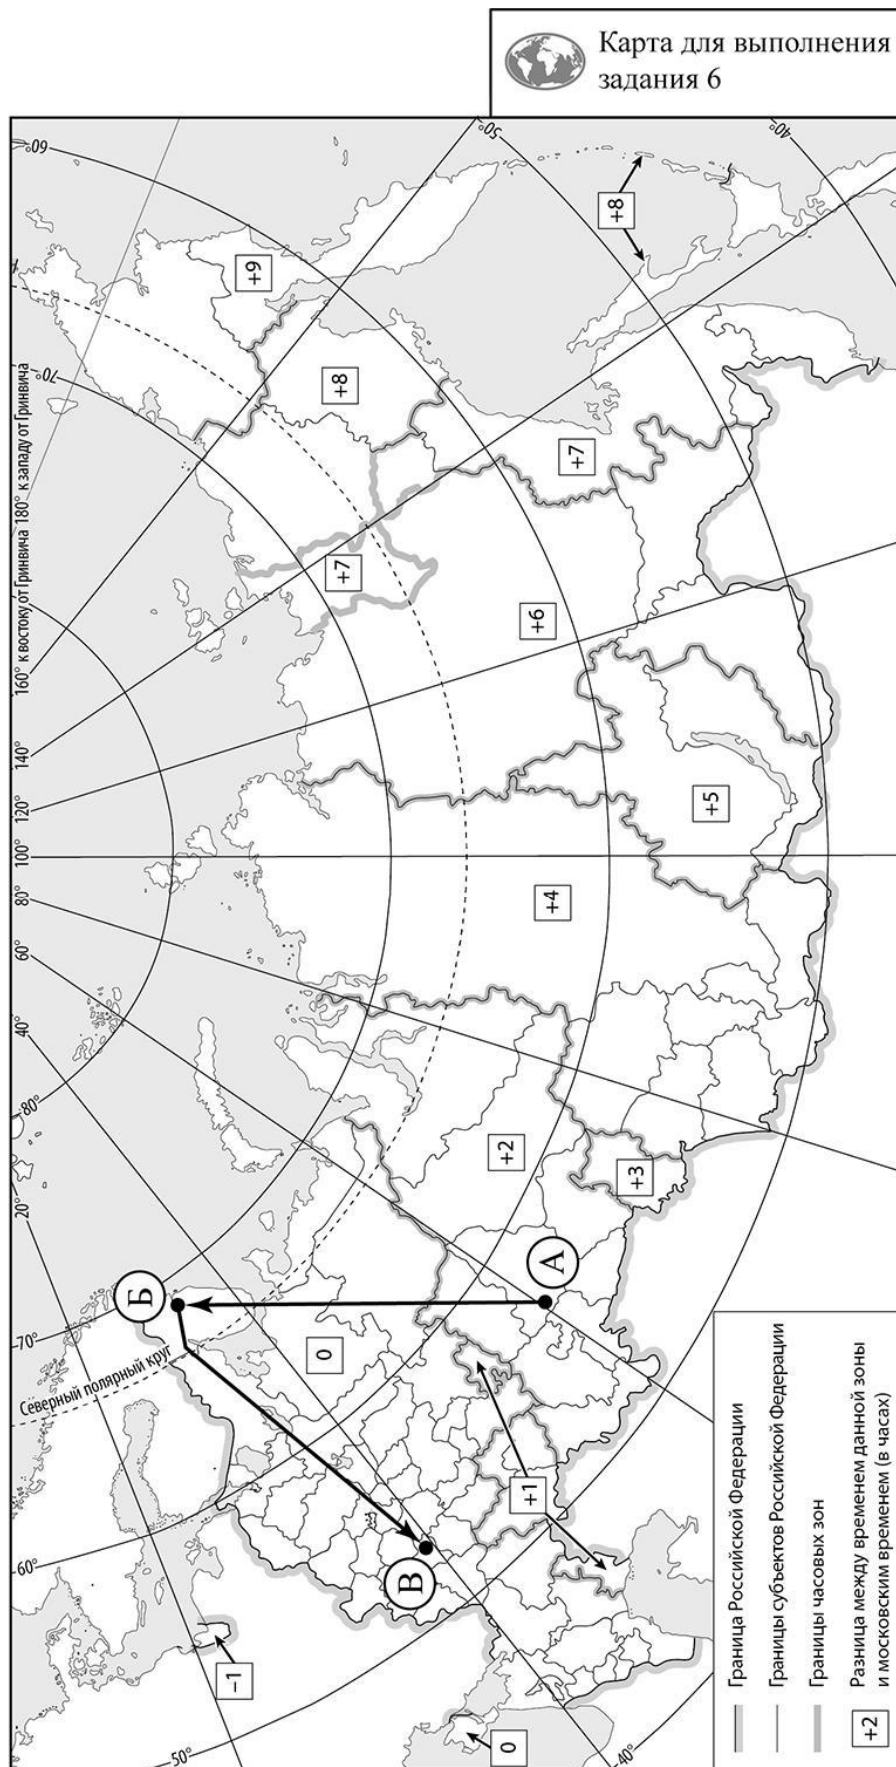 Карта для выполнения
задания 6
к востоку от Гринвича 180° к западу от Гринвича
160°
140°
120°
100°
80°
60°
40°
20°
80°
70°
60°
50°
70°
60°
50°
40°
40°
Северный полярный круг
+9
+8
+8
+7
+7
+6
+5
+4
+3
+2
+1
0
0
−1
А
Б
В
Граница Российской Федерации
Границы субъектов Российской Федерации
Границы часовых зон
+2
Разница между временем данной зоны
и московским временем (в часах)